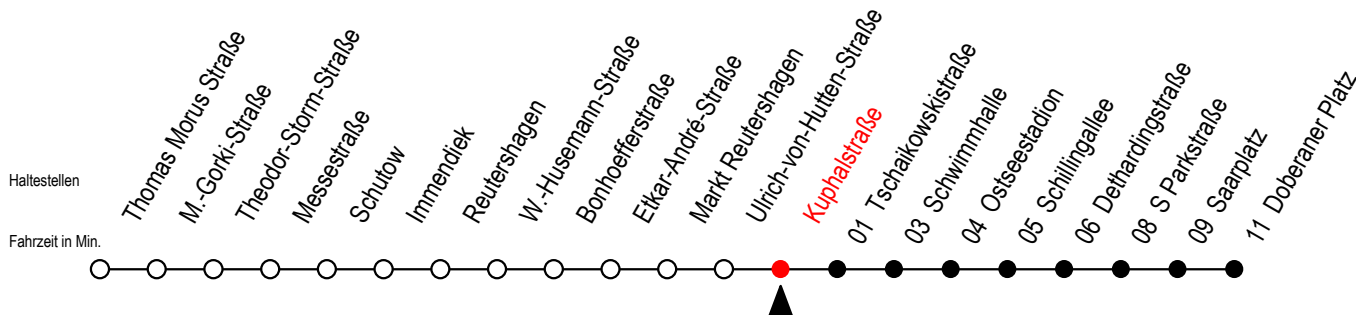 Haltestellen
Fahrzeit in Min.
Thomas Morus Straße
M.-Gorki-Straße
Theodor-Storm-Straße
Messestraße
Schutow
Immendiek
Reutershagen
W.-Husemann-Straße
Bonhoefferstraße
Etkar-André-Straße
Markt Reutershagen
Ulrich-von-Hutten-Straße
Kuphalstraße
01 Tschaikowskistraße
03 Schwimmhalle
04 Ostseestadion
05 Schillingallee
06 Dethardingstraße
08 S Parkstraße
09 Saarplatz
11 Doberaner Platz